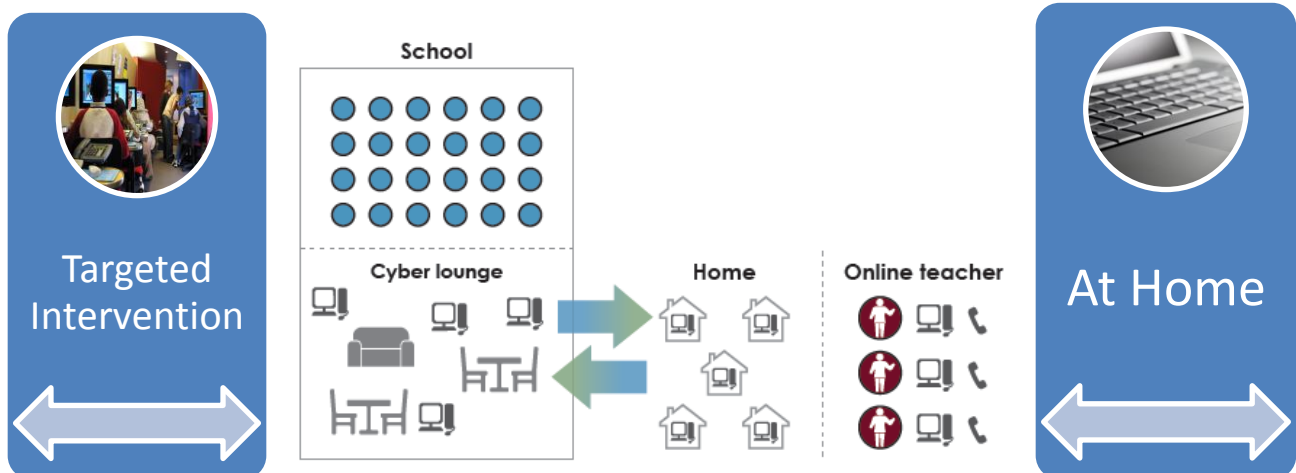 Targeted
Intervention
School
Cyber lounge
Home
Online teacher
At Home